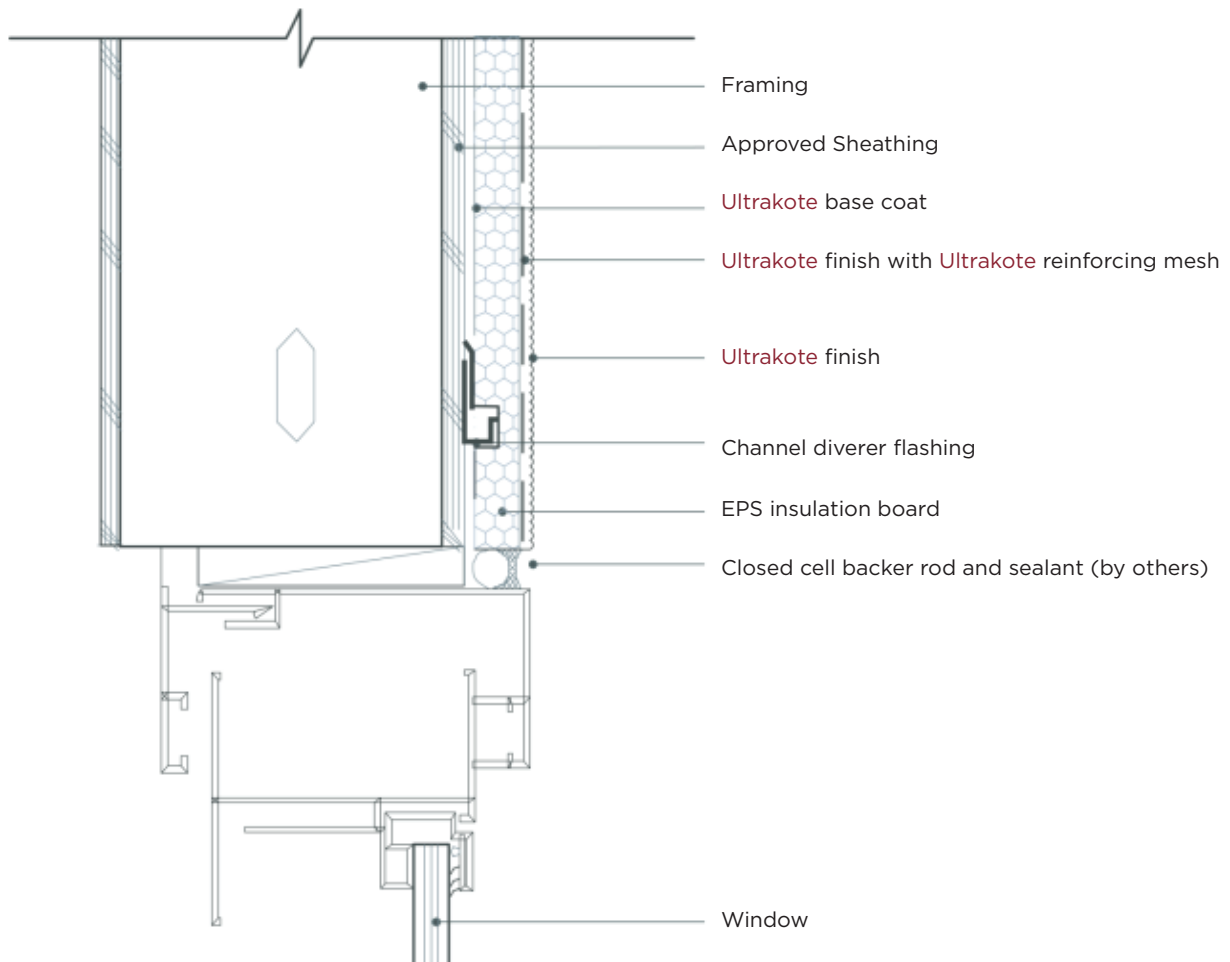 Framing
Approved Sheathing
Ultrakote base coat
Ultrakote finish with Ultrakote reinforcing mesh
Ultrakote finish
Channel diverer flashing
EPS insulation board
Closed cell backer rod and sealant (by others)
Window